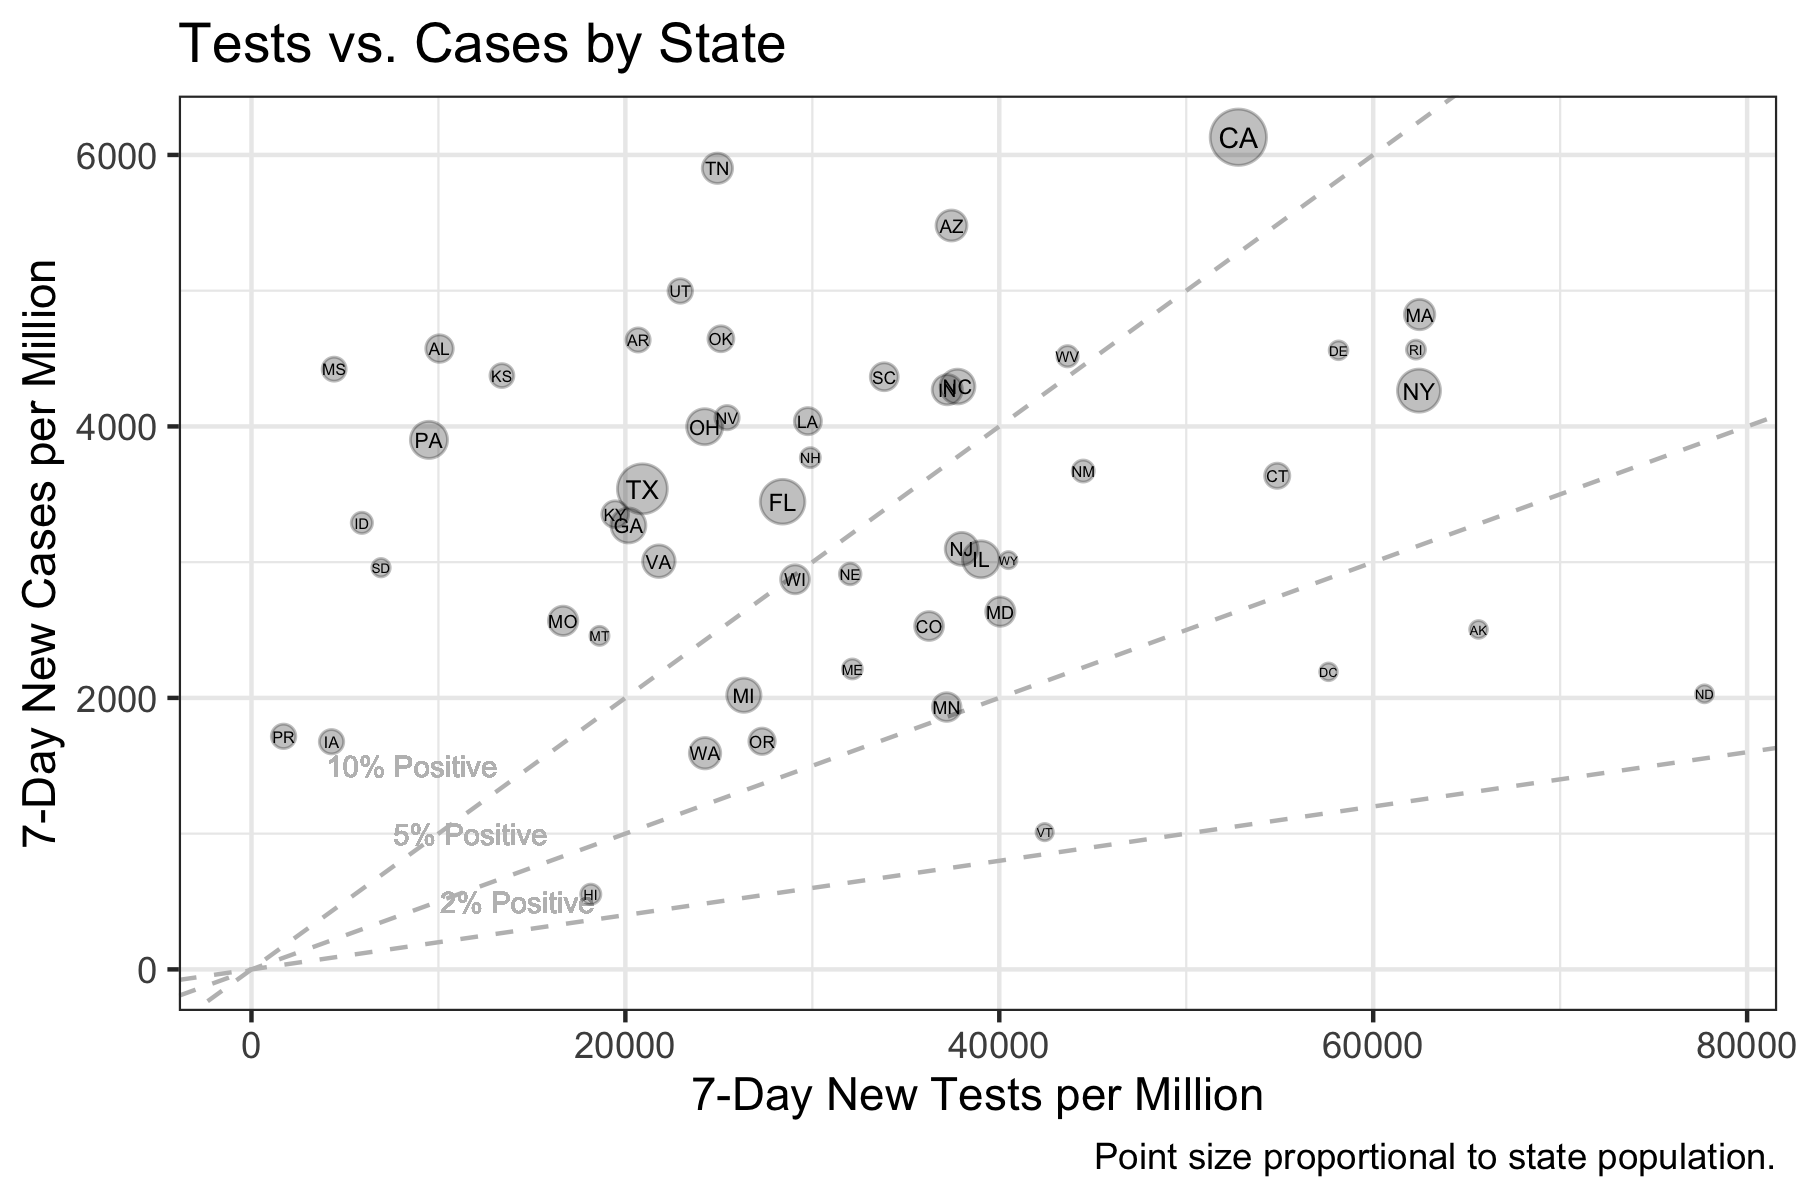 Tests vs. Cases by State
7-Day New Cases per Million
6000
4000
2000
0
CA
TN
AZ
UT
MA
AR
OK
AL
DE
RI
WV
MS
KS
SC
IN
NC
NY
NV
OH
LA
PA
NH
NM
CT
TX
FL
KY
GA
ID
NJ
IL
WY
VA
SD
WI
NE
MD
MO
CO
AK
MT
ME
DC
MI
ND
MN
PR
IA
OR
WA
10% Positive
5% Positive
VT
HI
2% Positive
0
20000
40000
60000
80000
7-Day New Tests per Million
Point size proportional to state population.